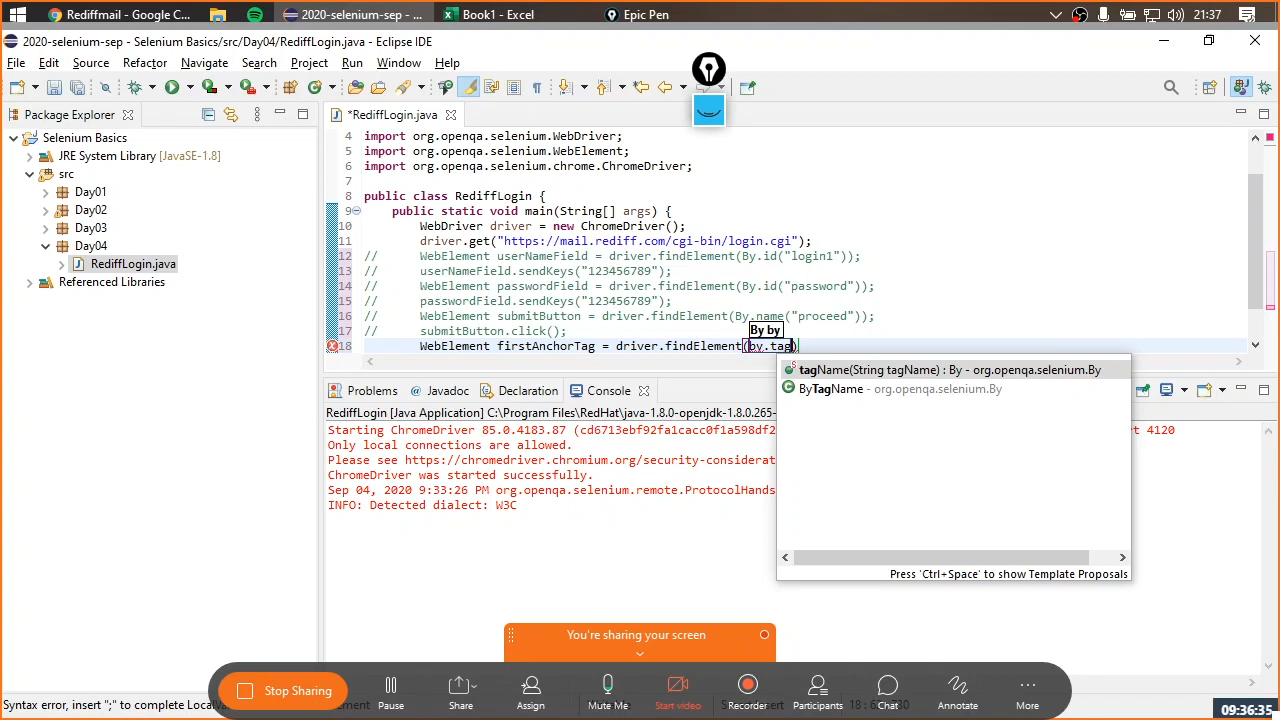 Rediffmail - Google C...
2020-selenium-sep - ...
Book1 - Excel
Epic Pen
21:37
2020-selenium-sep - Selenium Basics/src/Day04/RediffLogin.java - Eclipse IDE
File Edit Source Refactor Navigate Search Project Run Window Help
Package Explorer
*RediffLogin.java
Selenium Basics
JRE System Library [JavaSE-1.8]
src
Day01
Day02
Day03
Day04
RediffLogin.java
Referenced Libraries
4 import org.openqa.selenium.WebDriver;
5 import org.openqa.selenium.WebElement;
6 import org.openqa.selenium.chrome.ChromeDriver;
7
8 public class RediffLogin {
9 public static void main(String[] args) {
10 WebDriver driver = new ChromeDriver();
11 driver.get("https://mail.rediff.com/cgi-bin/login.cgi");
12 // WebElement userNameField = driver.findElement(By.id("login1"));
13 // userNameField.sendKeys("123456789");
14 // WebElement passwordField = driver.findElement(By.id("password"));
15 // passwordField.sendKeys("123456789");
16 // WebElement submitButton = driver.findElement(By.name("proceed"));
17 // submitButton.click();
By by
18 WebElement firstAnchorTag = driver.findElement(by.tag)
tagName(String tagName) : By - org.openqa.selenium.By
ByTagName - org.openqa.selenium.By
Press 'Ctrl+Space' to show Template Proposals
Problems Javadoc Declaration Console
RediffLogin [Java Application] C:\Program Files\RedHat\java-1.8.0-openjdk-1.8.0.265-
Starting ChromeDriver 85.0.4183.87 (cd6713ebf92fa1cacc0f1a598df2 rt 4120
Only local connections are allowed.
Please see https://chromedriver.chromium.org/security-considerat
ChromeDriver was started successfully.
Sep 04, 2020 9:33:26 PM org.openqa.selenium.remote.ProtocolHands
INFO: Detected dialect: W3C
You're sharing your screen
Stop Sharing
Pause
Share
Assign
Mute Me
Start video
Recorder
Participants
Chat
Annotate
More
Syntax error, insert ";" to complete LocalVa
09:36:35